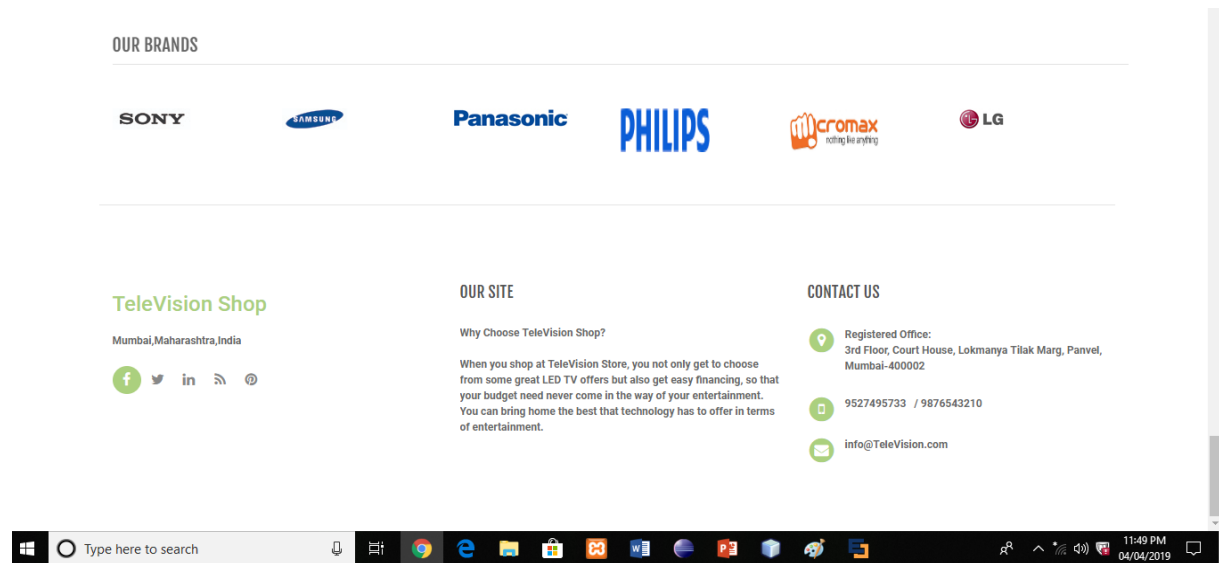 OUR BRANDS
SONY
SAMSUNG
Panasonic
PHILIPS
micromax
nothing like anything
LG
TeleVision Shop
Mumbai,Maharashtra,India
OUR SITE
Why Choose TeleVision Shop?
When you shop at TeleVision Store, you not only get to choose
from some great LED TV offers but also get easy financing, so that
your budget need never come in the way of your entertainment.
You can bring home the best that technology has to offer in terms
of entertainment.
CONTACT US
Registered Office:
3rd Floor, Court House, Lokmanya Tilak Marg, Panvel,
Mumbai-400002
9527495733 / 9876543210
info@TeleVision.com
Type here to search
11:49 PM
04/04/2019